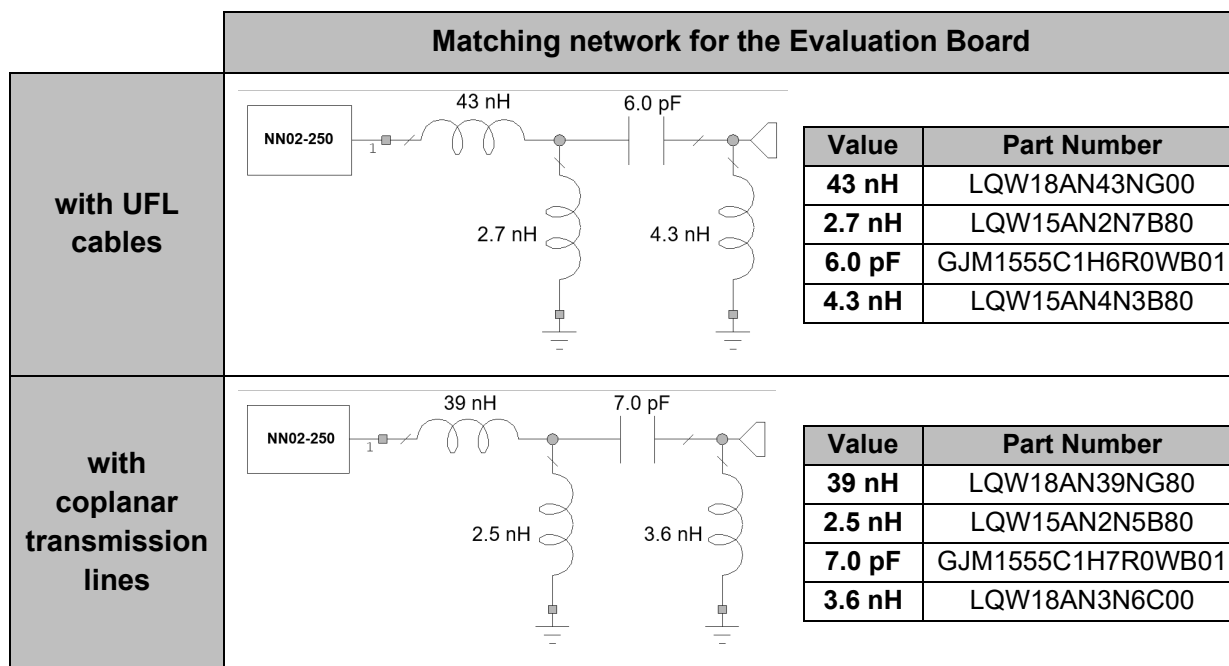 Matching network for the Evaluation Board
with UFL
cables
43 nH
6.0 pF
NN02-250
1
2.7 nH
4.3 nH
Value Part Number
43 nH LQW18AN43NG00
2.7 nH LQW15AN2N7B80
6.0 pF GJM1555C1H6R0WB01
4.3 nH LQW15AN4N3B80
with
coplanar
transmission
lines
39 nH
7.0 pF
NN02-250
1
2.5 nH
3.6 nH
Value Part Number
39 nH LQW18AN39NG80
2.5 nH LQW15AN2N5B80
7.0 pF GJM1555C1H7R0WB01
3.6 nH LQW18AN3N6C00